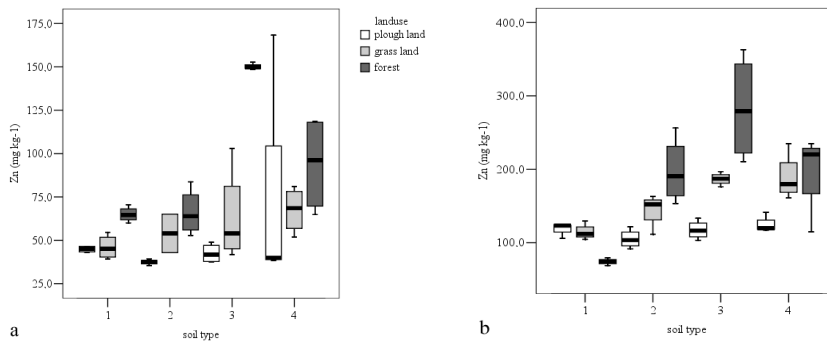 175,0
150,0
125,0
100,0
75,0
50,0
25,0
Zn (mg kg-1)
1 2 3 4
soil type
a
landuse
plough land
grass land
forest
400,0
300,0
200,0
100,0
Zn (mg kg-1)
1 2 3 4
soil type
b